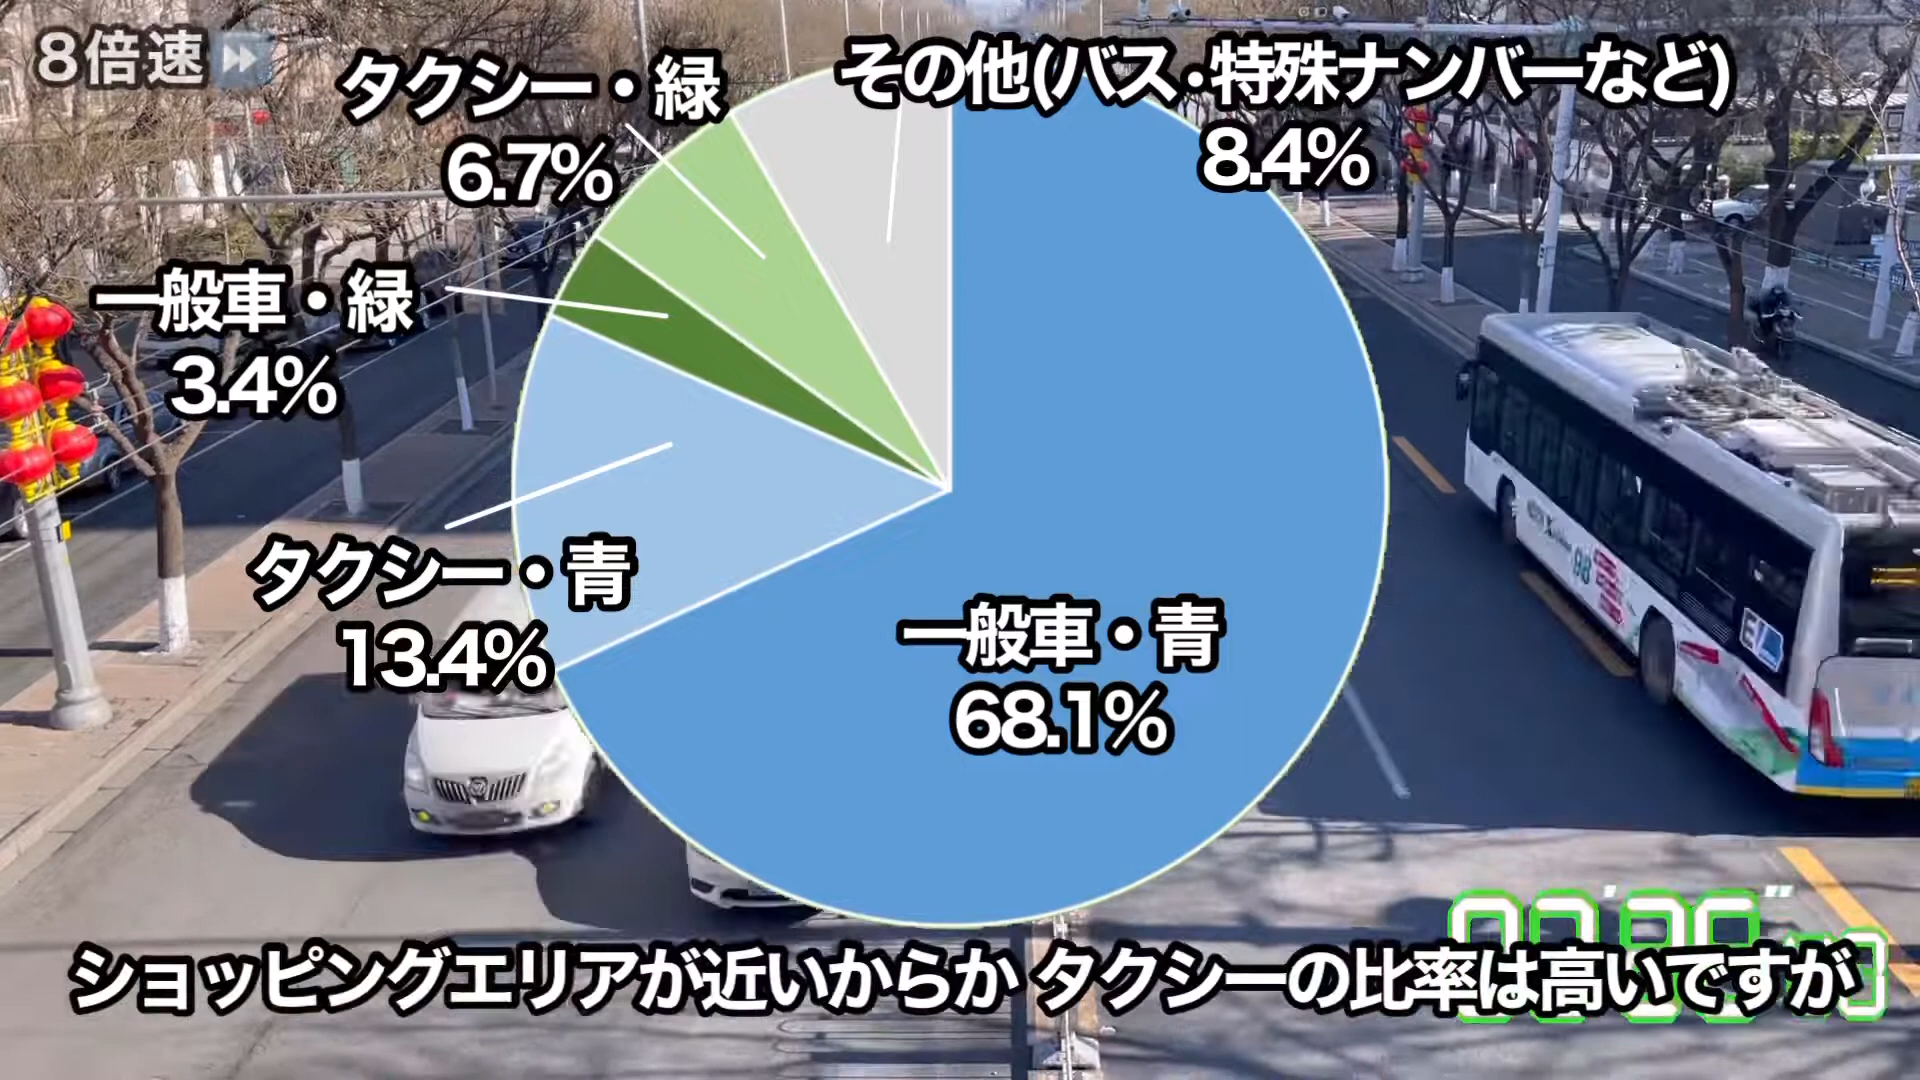 8倍速
タクシー・緑
6.7%
その他(バス・特殊ナンバーなど)
8.4%
一般車・緑
3.4%
タクシー・青
13.4%
一般車・青
68.1%
98
ショッピングエリアが近いからか タクシーの比率は高いですが